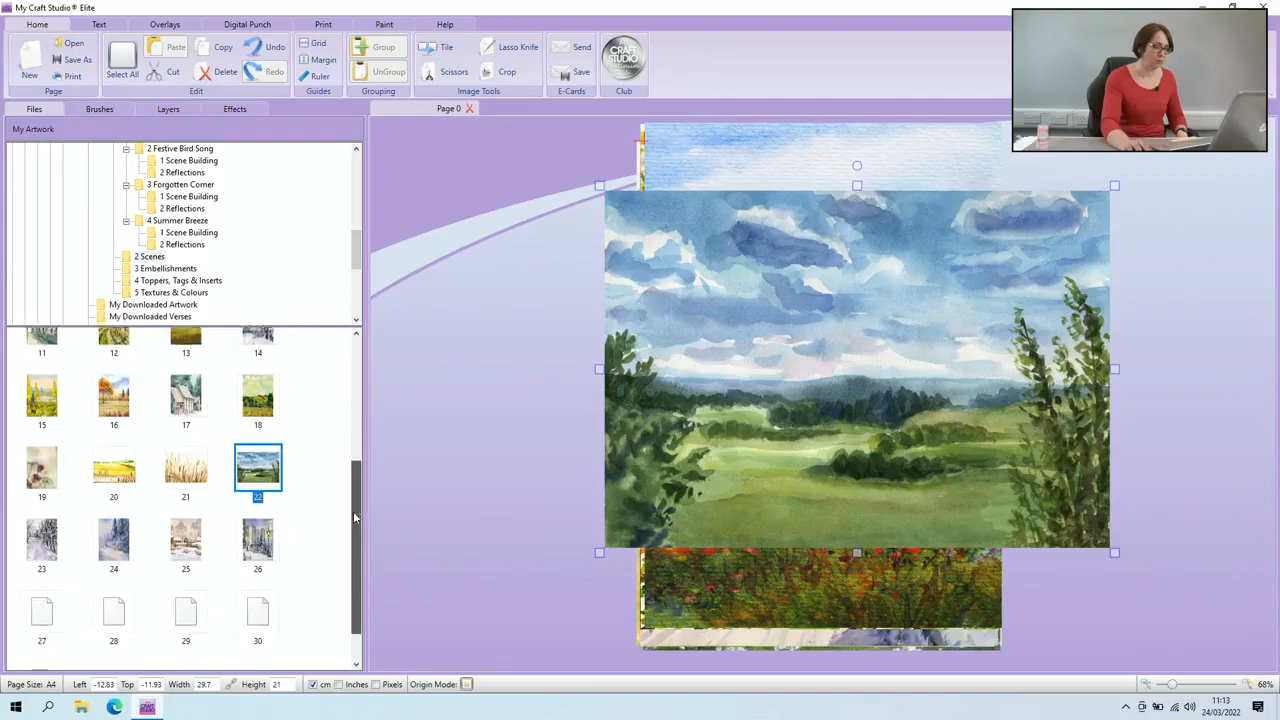 My Craft Studio® Elite
Home Text Overlays Digital Punch Print Paint Help
New Open Save As Print Page
Select All Paste Copy Undo Cut Delete Redo Edit
Grid Margin Ruler Guides
Group UnGroup Grouping
Tile Lasso Knife Scissors Crop Image Tools
Send Save E-Cards
CRAFT STUDIO Club
Files Brushes Layers Effects
Page 0
My Artwork
2 Festive Bird Song
1 Scene Building
2 Reflections
3 Forgotten Corner
1 Scene Building
2 Reflections
4 Summer Breeze
1 Scene Building
2 Reflections
2 Scenes
3 Embellishments
4 Toppers, Tags & Inserts
5 Textures & Colours
My Downloaded Artwork
My Downloaded Verses
11 12 13 14
15 16 17 18
19 20 21 22
23 24 25 26
27 28 29 30
Page Size: A4 Left -12.83 Top -11.93 Width 29.7 Height 21 cm Inches Pixels Origin Mode: 68%
11:13
24/03/2022